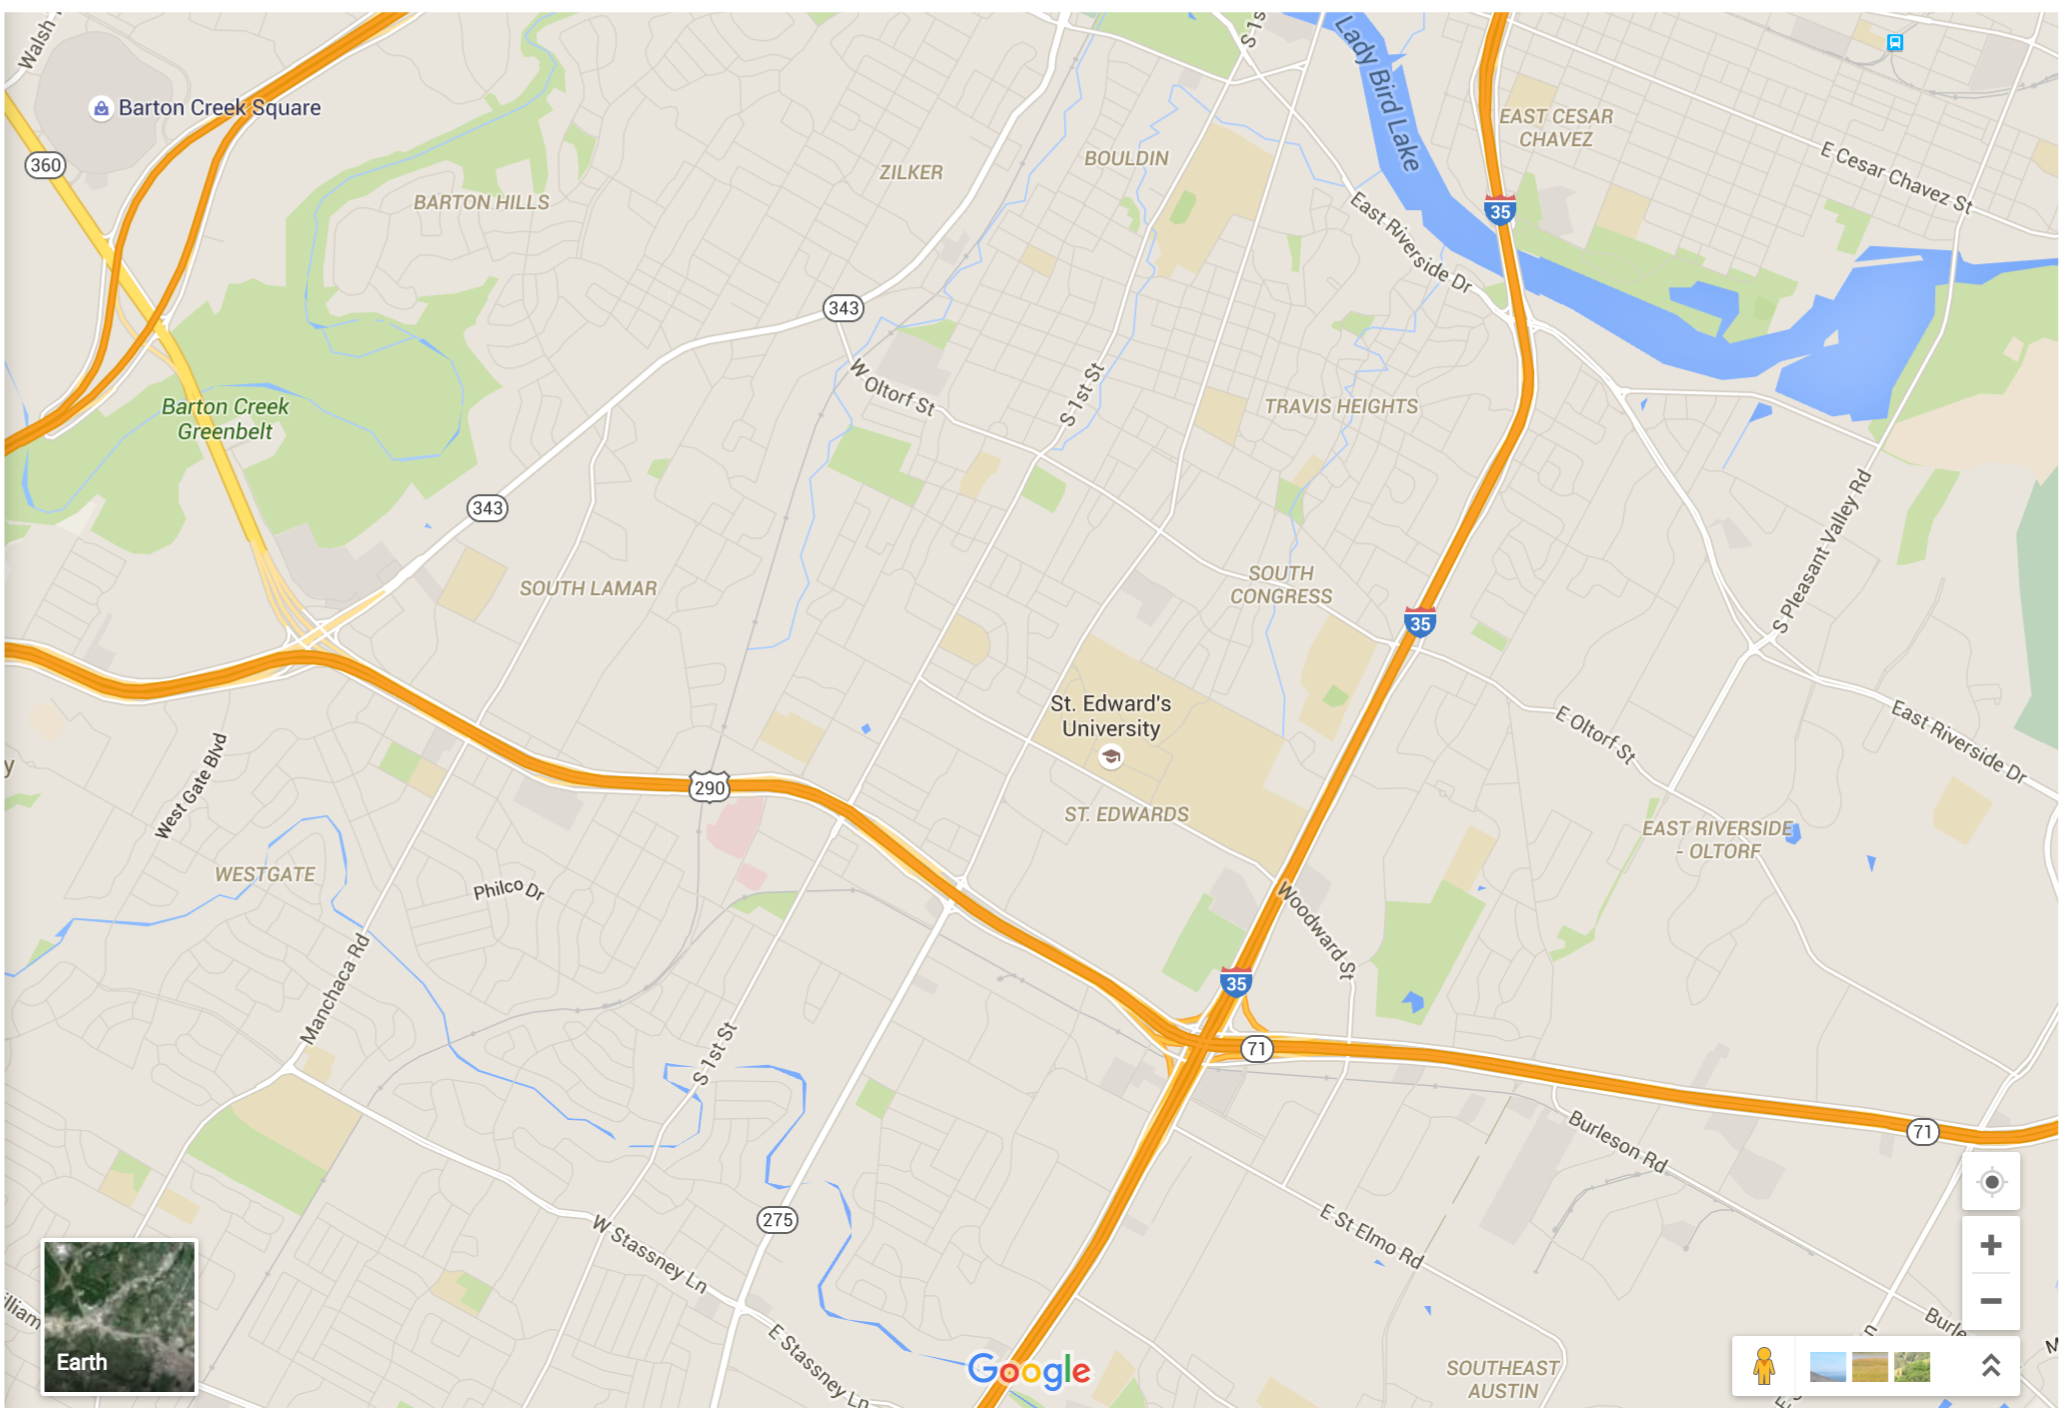 Walsh
Barton Creek Square
360
BARTON HILLS
ZILKER
BOULDIN
S 1s
Lady Bird Lake
EAST CESAR
CHAVEZ
E Cesar Chavez St
35
East Riverside Dr
343
W Oltorf St
S 1st St
TRAVIS HEIGHTS
Barton Creek
Greenbelt
343
SOUTH LAMAR
SOUTH
CONGRESS
35
S Pleasant Valley Rd
St. Edward's
University
ST. EDWARDS
E Oltorf St
East Riverside Dr
West Gate Blvd
y
290
EAST RIVERSIDE
- OLTORF
WESTGATE
Philco Dr
Woodward St
Manchaca Rd
35
S 1st St
71
71
Burleson Rd
275
W Stassney Ln
E St Elmo Rd
illiam
Earth
E Stassney Ln
Google
SOUTHEAST
AUSTIN
Burle
n
M